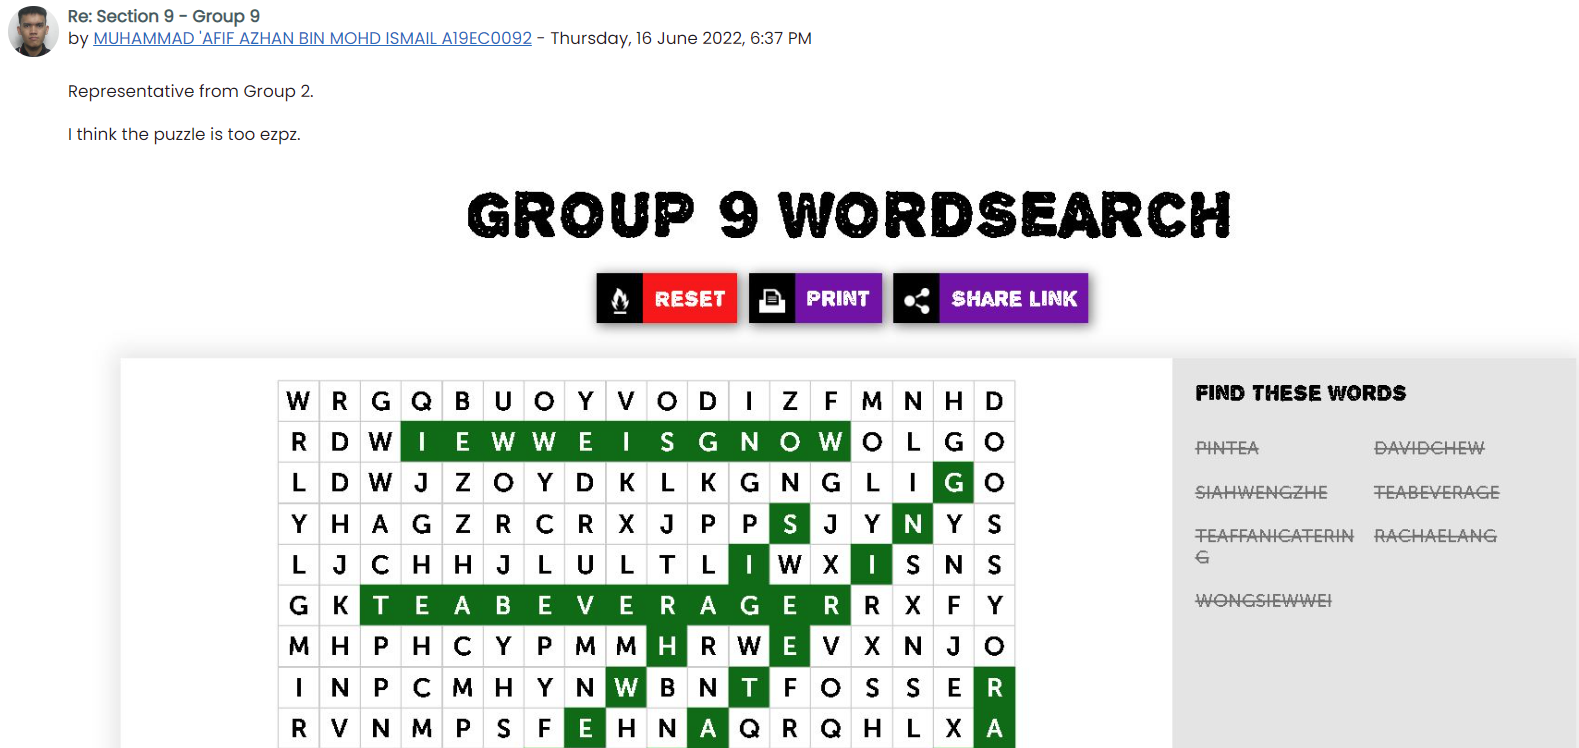 Re: Section 9 - Group 9
by MUHAMMAD 'AFIF AZHAN BIN MOHD ISMAIL A19EC0092 - Thursday, 16 June 2022, 6:37 PM
Representative from Group 2.
I think the puzzle is too ezpz.
GROUP 9 WORDSEARCH
RESET PRINT SHARE LINK
W R G Q B U O Y V O D I Z F M N H D
R D W I E W W E I S G N O W O L G O
L D W J Z O Y D K L K G N G L I G O
Y H A G Z R C R X J P P S J Y N Y S
L J C H H J L U L T L I W X I S N S
G K T E A B E V E R A G E R R X F Y
M H P H C Y P M M H R W E V X N J O
I N P C M H Y N W B N T F O S S E R
R V N M P S F E H N A Q R Q H L X A
FIND THESE WORDS
PINTEA DAVIDCHEW
SIAHWENGZHE TEABEVERAGE
TEAFFANICATERIN RACHAELANG
G
WONGSIEWWEI